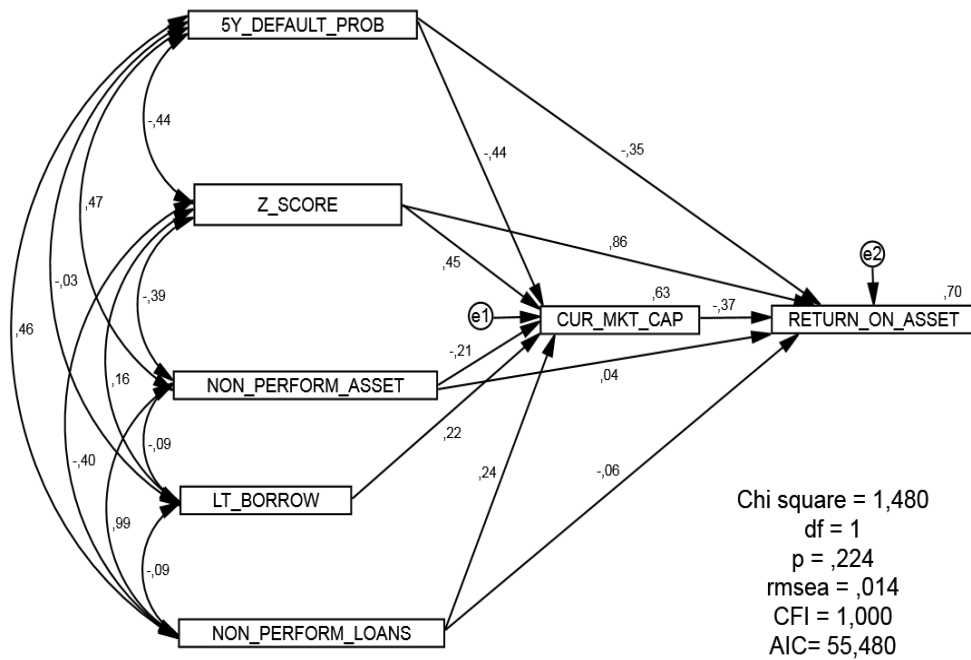 5Y_DEFAULT_PROB
-,44
-,44
-,35
Z_SCORE
,47
,86
,45
e2
-,03
-,39
,63
-,37
,70
e1
CUR_MKT_CAP
RETURN_ON_ASSET
,46
-,21
,16
NON_PERFORM_ASSET
,04
-,09
,22
-,40
,24
-,06
LT_BORROW
,99
-,09
NON_PERFORM_LOANS
Chi square = 1,480
df = 1
p = ,224
rmsea = ,014
CFI = 1,000
AIC= 55,480